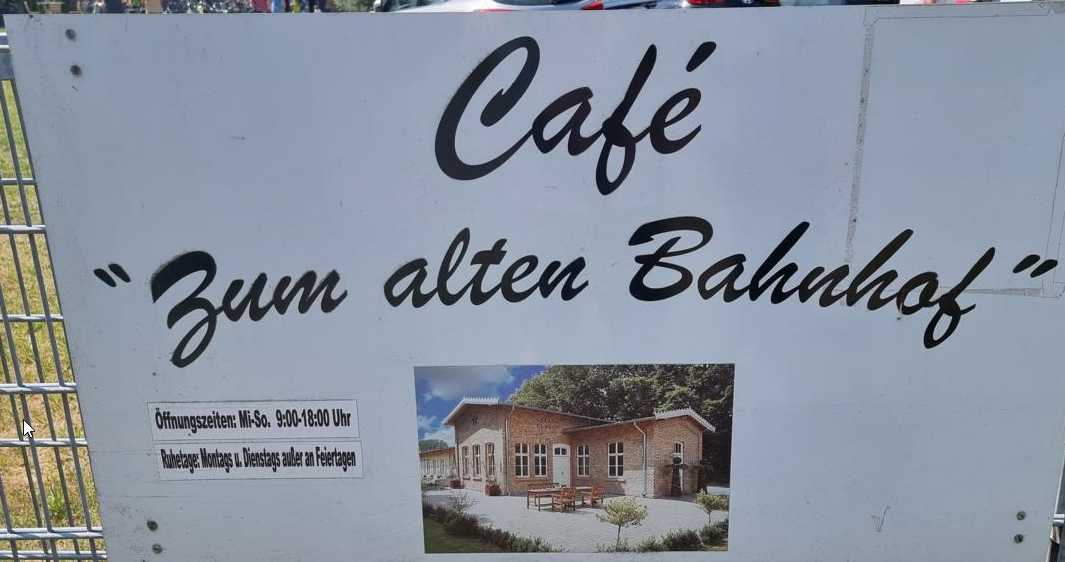 Café
"Zum alten Bahnhof"
Öffnungszeiten: Mi-So. 9:00-18:00 Uhr
Ruhetage: Montags u. Dienstags außer an Feiertagen